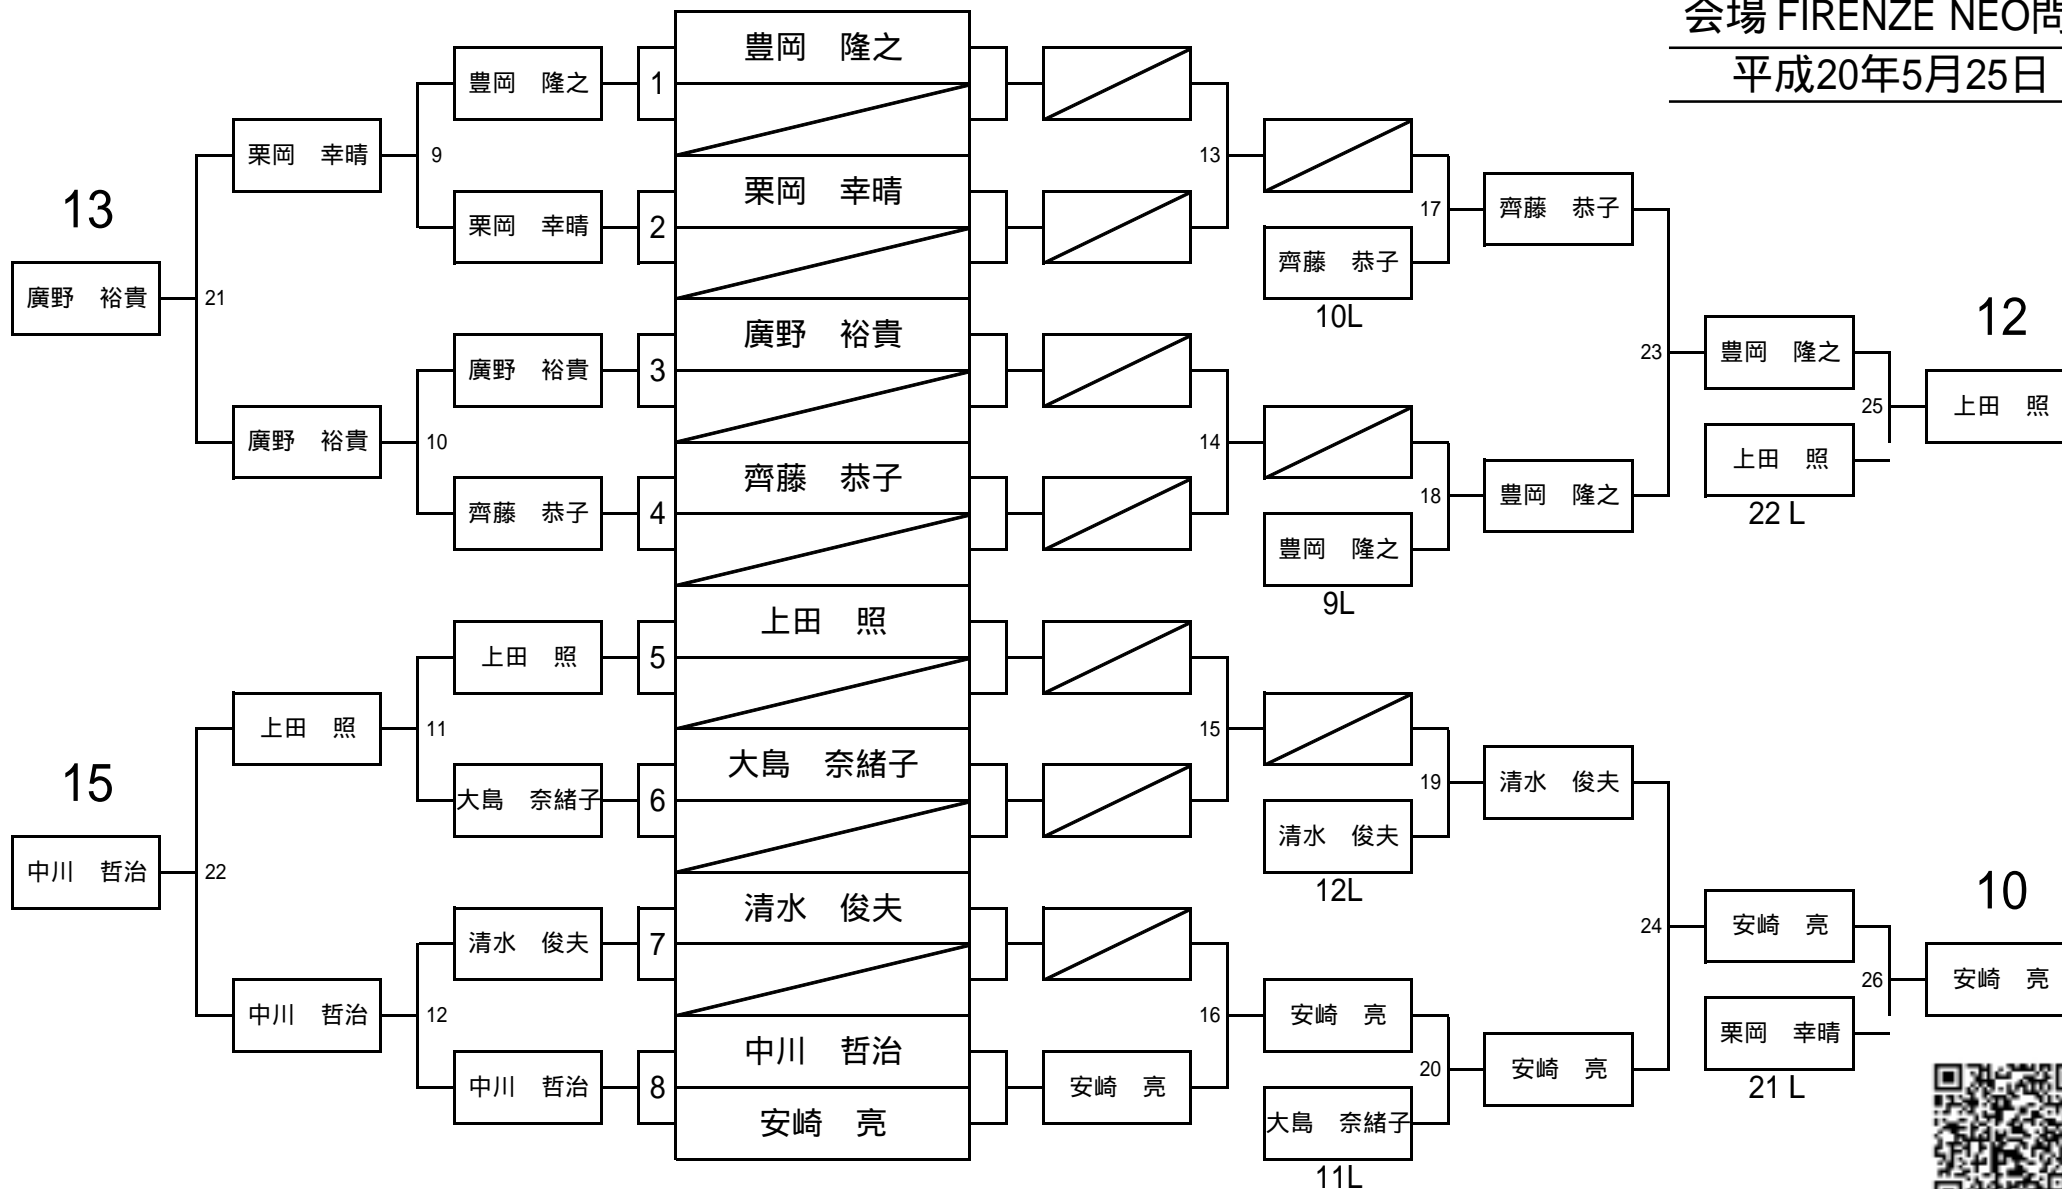 会場 FIRENZE NEO問
平成20年5月25日
13
廣野　裕貴
21
栗岡　幸晴
9
豊岡　隆之
栗岡　幸晴
廣野　裕貴
10
廣野　裕貴
齊藤　恭子
15
中川　哲治
22
上田　照
11
上田　照
大島　奈緒子
中川　哲治
12
清水　俊夫
中川　哲治
1
2
3
4
5
6
7
8
豊岡　隆之
栗岡　幸晴
廣野　裕貴
齊藤　恭子
上田　照
大島　奈緒子
清水　俊夫
中川　哲治
安崎　亮
安崎　亮
13
14
15
16
齊藤　恭子
10L
豊岡　隆之
9L
清水　俊夫
12L
安崎　亮
大島　奈緒子
11L
17
18
19
20
齊藤　恭子
豊岡　隆之
清水　俊夫
安崎　亮
23
24
豊岡　隆之
上田　照
22 L
25
12
上田　照
安崎　亮
栗岡　幸晴
21 L
26
10
安崎　亮